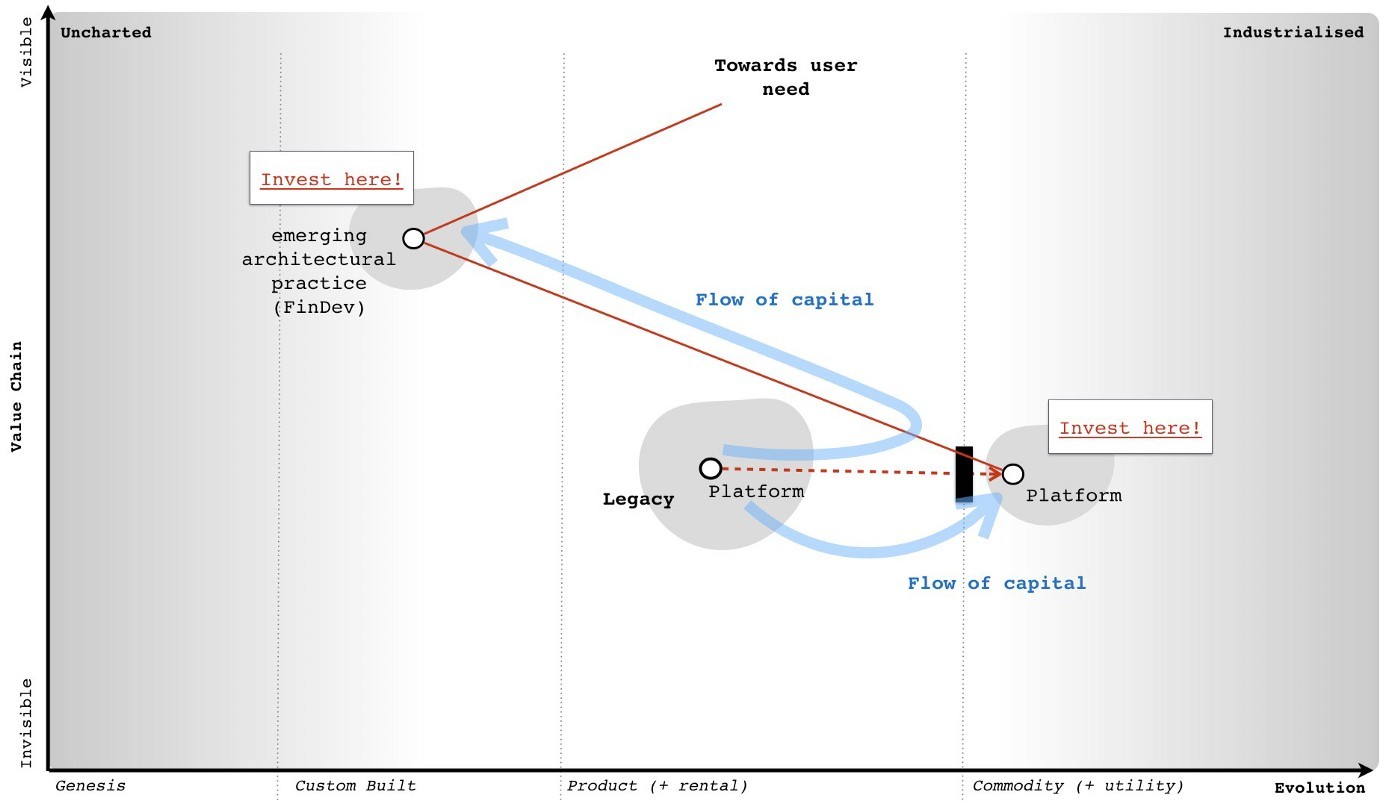 Visible
Uncharted
Industrialised
Towards user
need
Invest here!
emerging
architectural
practice
(FinDev)
Flow of capital
Value Chain
Invest here!
Legacy
Platform
Platform
Flow of capital
Invisible
Genesis
Custom Built
Product (+ rental)
Commodity (+ utility)
Evolution